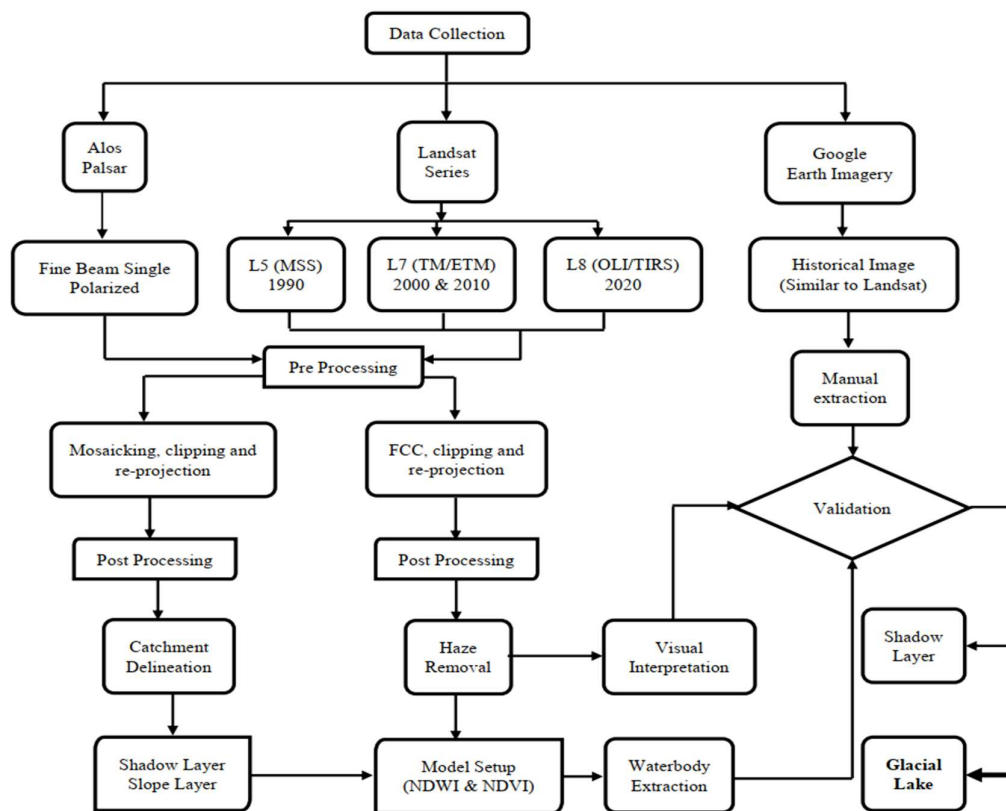 Data Collection
Alos
Palsar
Landsat
Series
Google
Earth Imagery
Fine Beam Single
Polarized
L5 (MSS)
1990
L7 (TM/ETM)
2000 & 2010
L8 (OLI/TIRS)
2020
Historical Image
(Similar to Landsat)
Pre Processing
Manual
extraction
Mosaicking, clipping and
re-projection
FCC, clipping and
re-projection
Validation
Post Processing
Post Processing
Catchment
Delineation
Haze
Removal
Visual
Interpretation
Shadow
Layer
Shadow Layer
Slope Layer
Model Setup
(NDWI & NDVI)
Waterbody
Extraction
Glacial
Lake